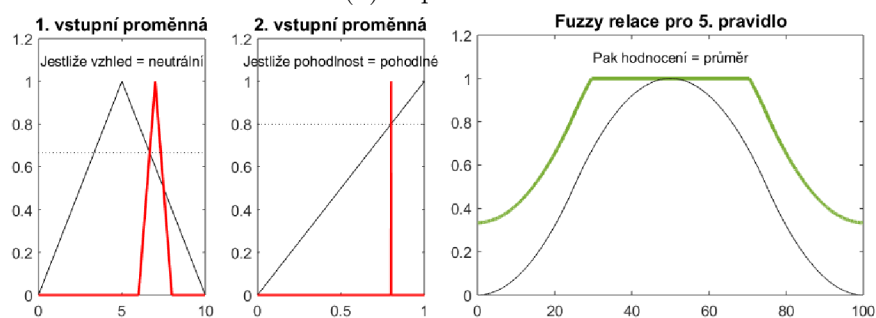 1. vstupní proměnná
1.2
Jestliže vzhled = neutrální
1
0.8
0.6
0.4
0.2
0
0 5 10
2. vstupní proměnná
1.2
Jestliže pohodlnost = pohodlné
1
0.8
0.6
0.4
0.2
0
0 0.5 1
Fuzzy relace pro 5. pravidlo
1.2
Pak hodnocení = průměr
1
0.8
0.6
0.4
0.2
0
0 20 40 60 80 100